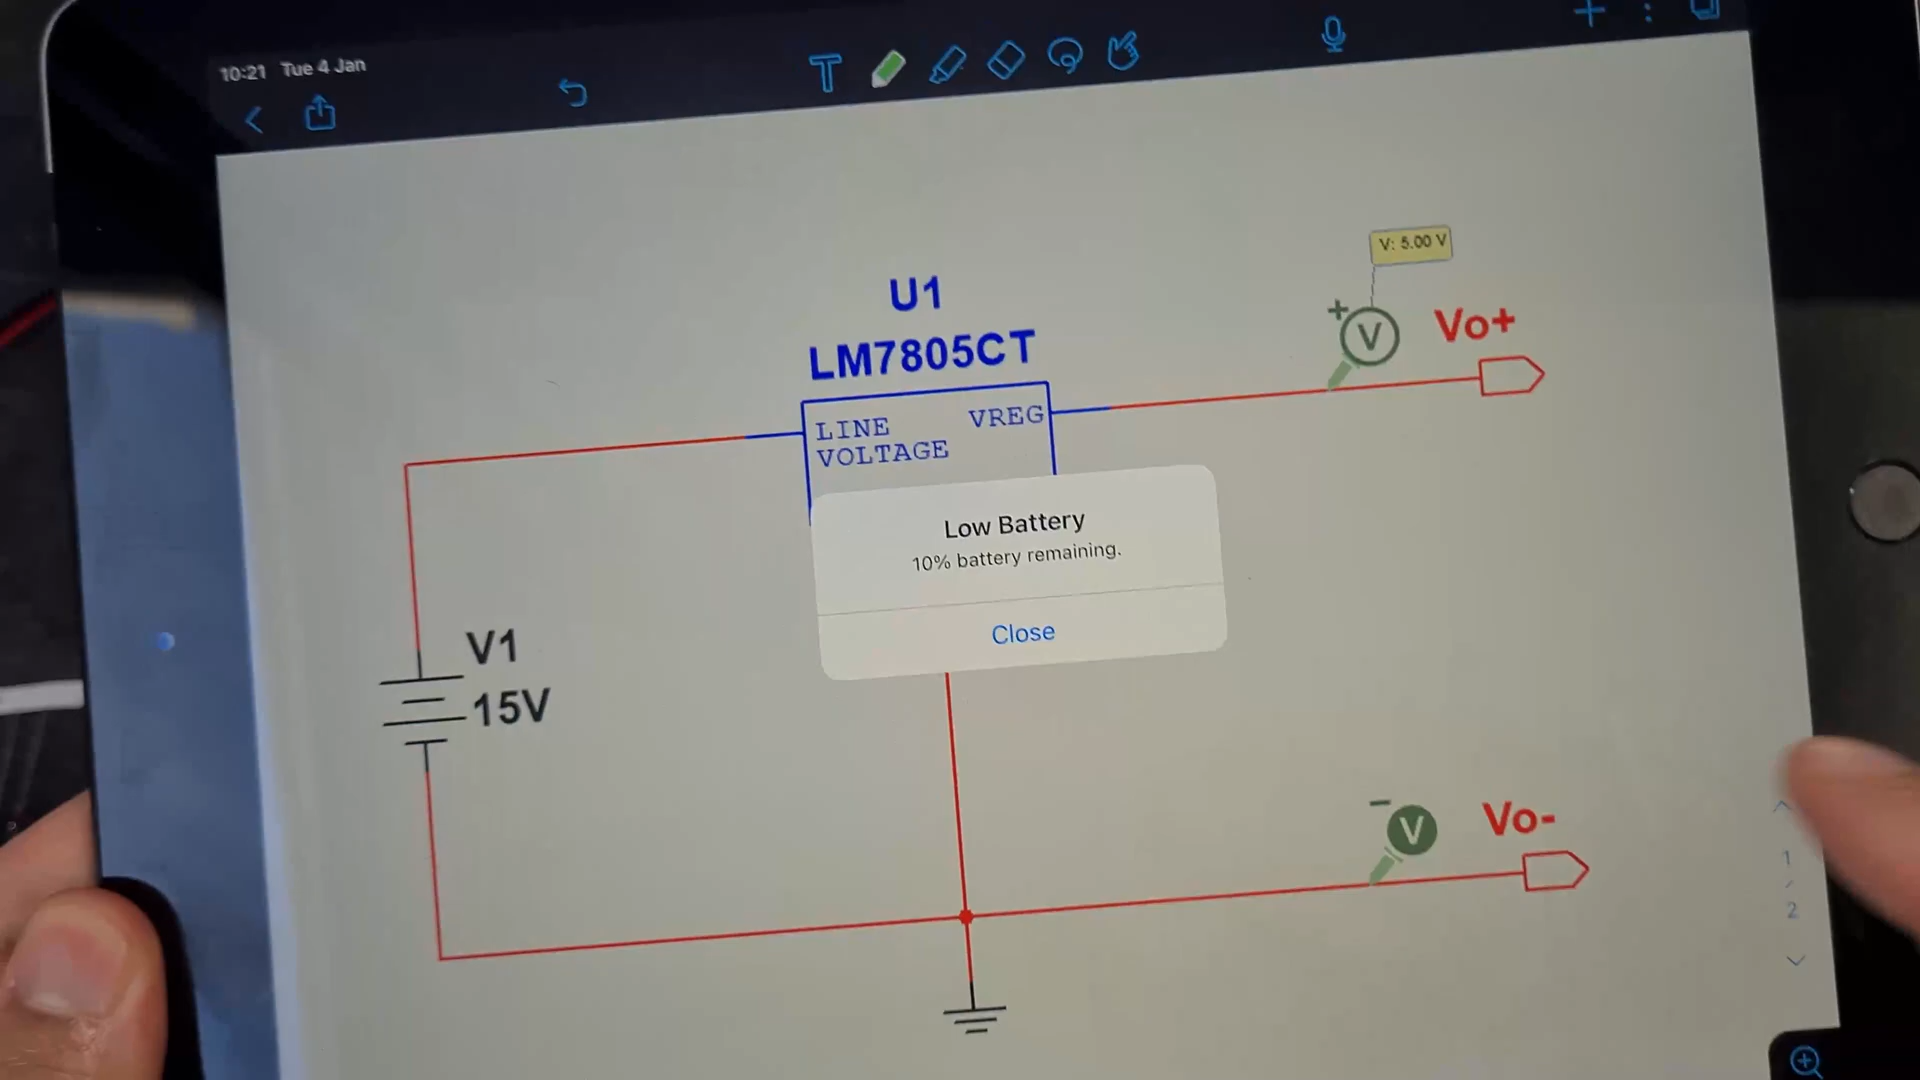 10:21 Tue 4 Jan
T
V: 5.00 V
U1
LM7805CT
+
V
Vo+
LINE VREG
VOLTAGE
Low Battery
10% battery remaining.
Close
V1
15V
-
V
Vo-
1
/
2